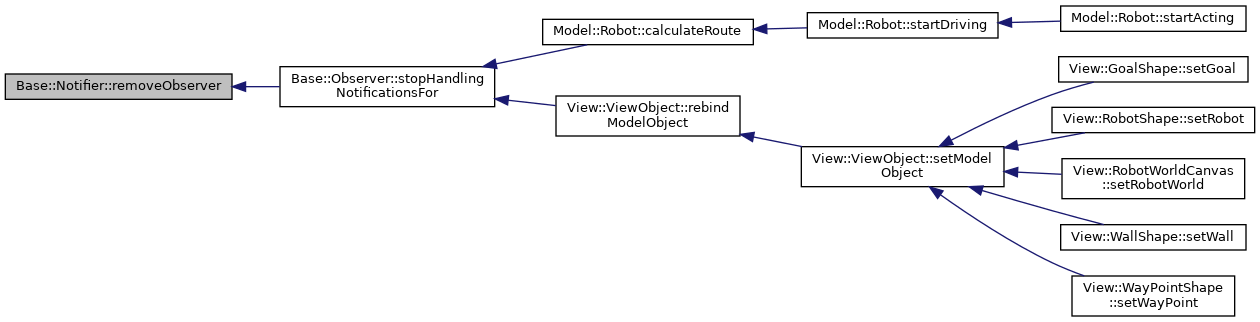 Base::Notifier::removeObserver
Base::Observer::stopHandling
NotificationsFor
Model::Robot::calculateRoute
Model::Robot::startDriving
Model::Robot::startActing
View::ViewObject::rebind
ModelObject
View::ViewObject::setModel
Object
View::GoalShape::setGoal
View::RobotShape::setRobot
View::RobotWorldCanvas
::setRobotWorld
View::WallShape::setWall
View::WayPointShape
::setWayPoint